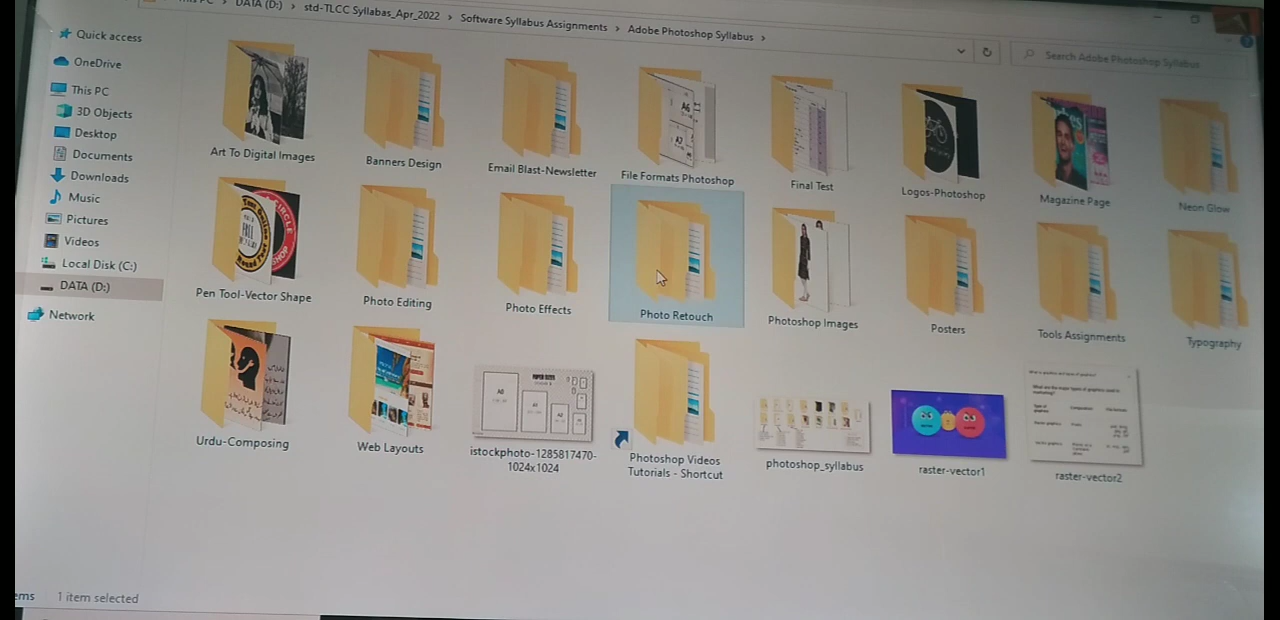 DATA (D:) > std-TLCC Syllabas_Apr_2022 > Software Syllabus Assignments > Adobe Photoshop Syllabus >
Search Adobe Photoshop Syllabus
Quick access
OneDrive
This PC
3D Objects
Desktop
Documents
Downloads
Music
Pictures
Videos
Local Disk (C:)
DATA (D:)
Network
Art To Digital Images
Banners Design
Email Blast-Newsletter
File Formats Photoshop
Final Test
Logos-Photoshop
Magazine Page
Neon Glow
Pen Tool-Vector Shape
Photo Editing
Photo Effects
Photo Retouch
Photoshop Images
Posters
Tools Assignments
Typography
Urdu-Composing
Web Layouts
istockphoto-1285817470-
1024x1024
Photoshop Videos
Tutorials - Shortcut
photoshop_syllabus
raster-vector1
raster-vector2
1 item selected